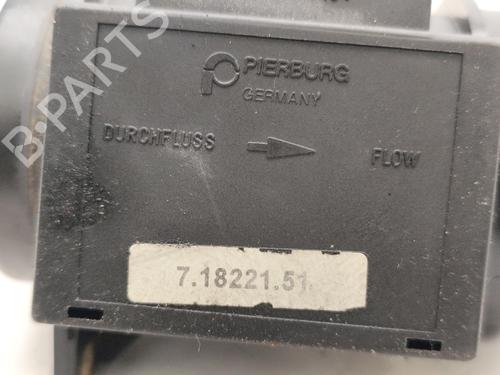 PIERBURG
GERMANY
DURCHFLUSS FLOW
7.18221.51
B-PARTS